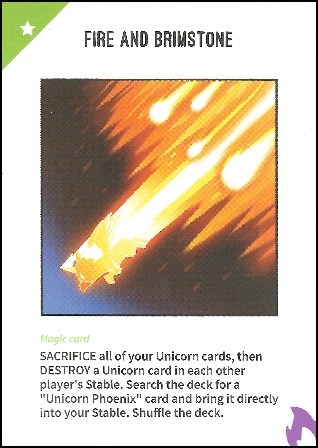 FIRE AND BRIMSTONE
Magic card
SACRIFICE all of your Unicorn cards, then
DESTROY a Unicorn card in each other
player's Stable. Search the deck for a
"Unicorn Phoenix" card and bring it directly
into your Stable. Shuffle the deck.